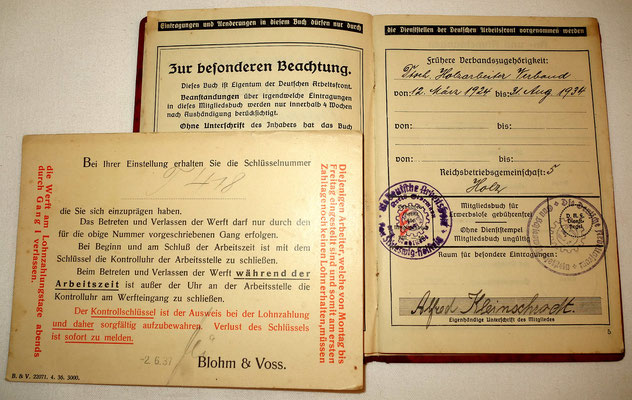 Eintragungen und Aenderungen in diesem Buch dürfen nur durch
Zur besonderen Beachtung.
Dieses Buch ist Eigentum der Deutschen Arbeitsfront.
Beanstandungen über irgendwelche Eintragungen
in dieses Mitgliedsbuch werden nur innerhalb 4 Wochen
nach Aushändigung berücksichtigt.
Ohne Unterschrift des Inhabers hat das Buch
die Dienststellen der Deutschen Arbeitsfront vorgenommen werden
Frühere Verbandszugehörigkeit:
Holzarbeiter Verband
von: 12. März 1924 bis: 31. Aug. 1934
von: bis:
von: bis:
Reichsbetriebsgemeinschaft: 5
Holz
Mitgliedsbuch für
Erwerbslose gebührenfrei
Ohne Dienststempel
Mitgliedsbuch ungültig
Die Deutsche Arbeitsfront
Die Deutsche Arbeitsfront
Raum für besondere Eintragungen:
Alfred Kleinschrodt.
Eigenhändige Unterschrift des Mitgliedes
5
die Werft am Lohnzahlungstage abends
durch Gang I verlassen.
Bei Ihrer Einstellung erhalten Sie die Schlüsselnummer
die Sie sich einzuprägen haben.
Das Betreten und Verlassen der Werft darf nur durch den
für die obige Nummer vorgeschriebenen Gang erfolgen.
Bei Beginn und am Schluß der Arbeitszeit ist mit dem
Schlüssel die Kontrolluhr der Arbeitsstelle zu schließen.
Beim Betreten und Verlassen der Werft während der
Arbeitszeit ist außer der Uhr an der Arbeitsstelle die
Kontrolluhr am Werfteingang zu schließen.
Der Kontrollschlüssel ist der Ausweis bei der Lohnzahlung
und daher sorgfältig aufzubewahren. Verlust des Schlüssels
ist sofort zu melden.
-2.6.37
Blohm & Voss.
B. & V. 22071. 4. 36. 3000.
Diejenigen Arbeiter, welche von Montag bis
Freitag eingestellt sind und somit am ersten
Zahltage noch keinen Lohn erhalten, müssen